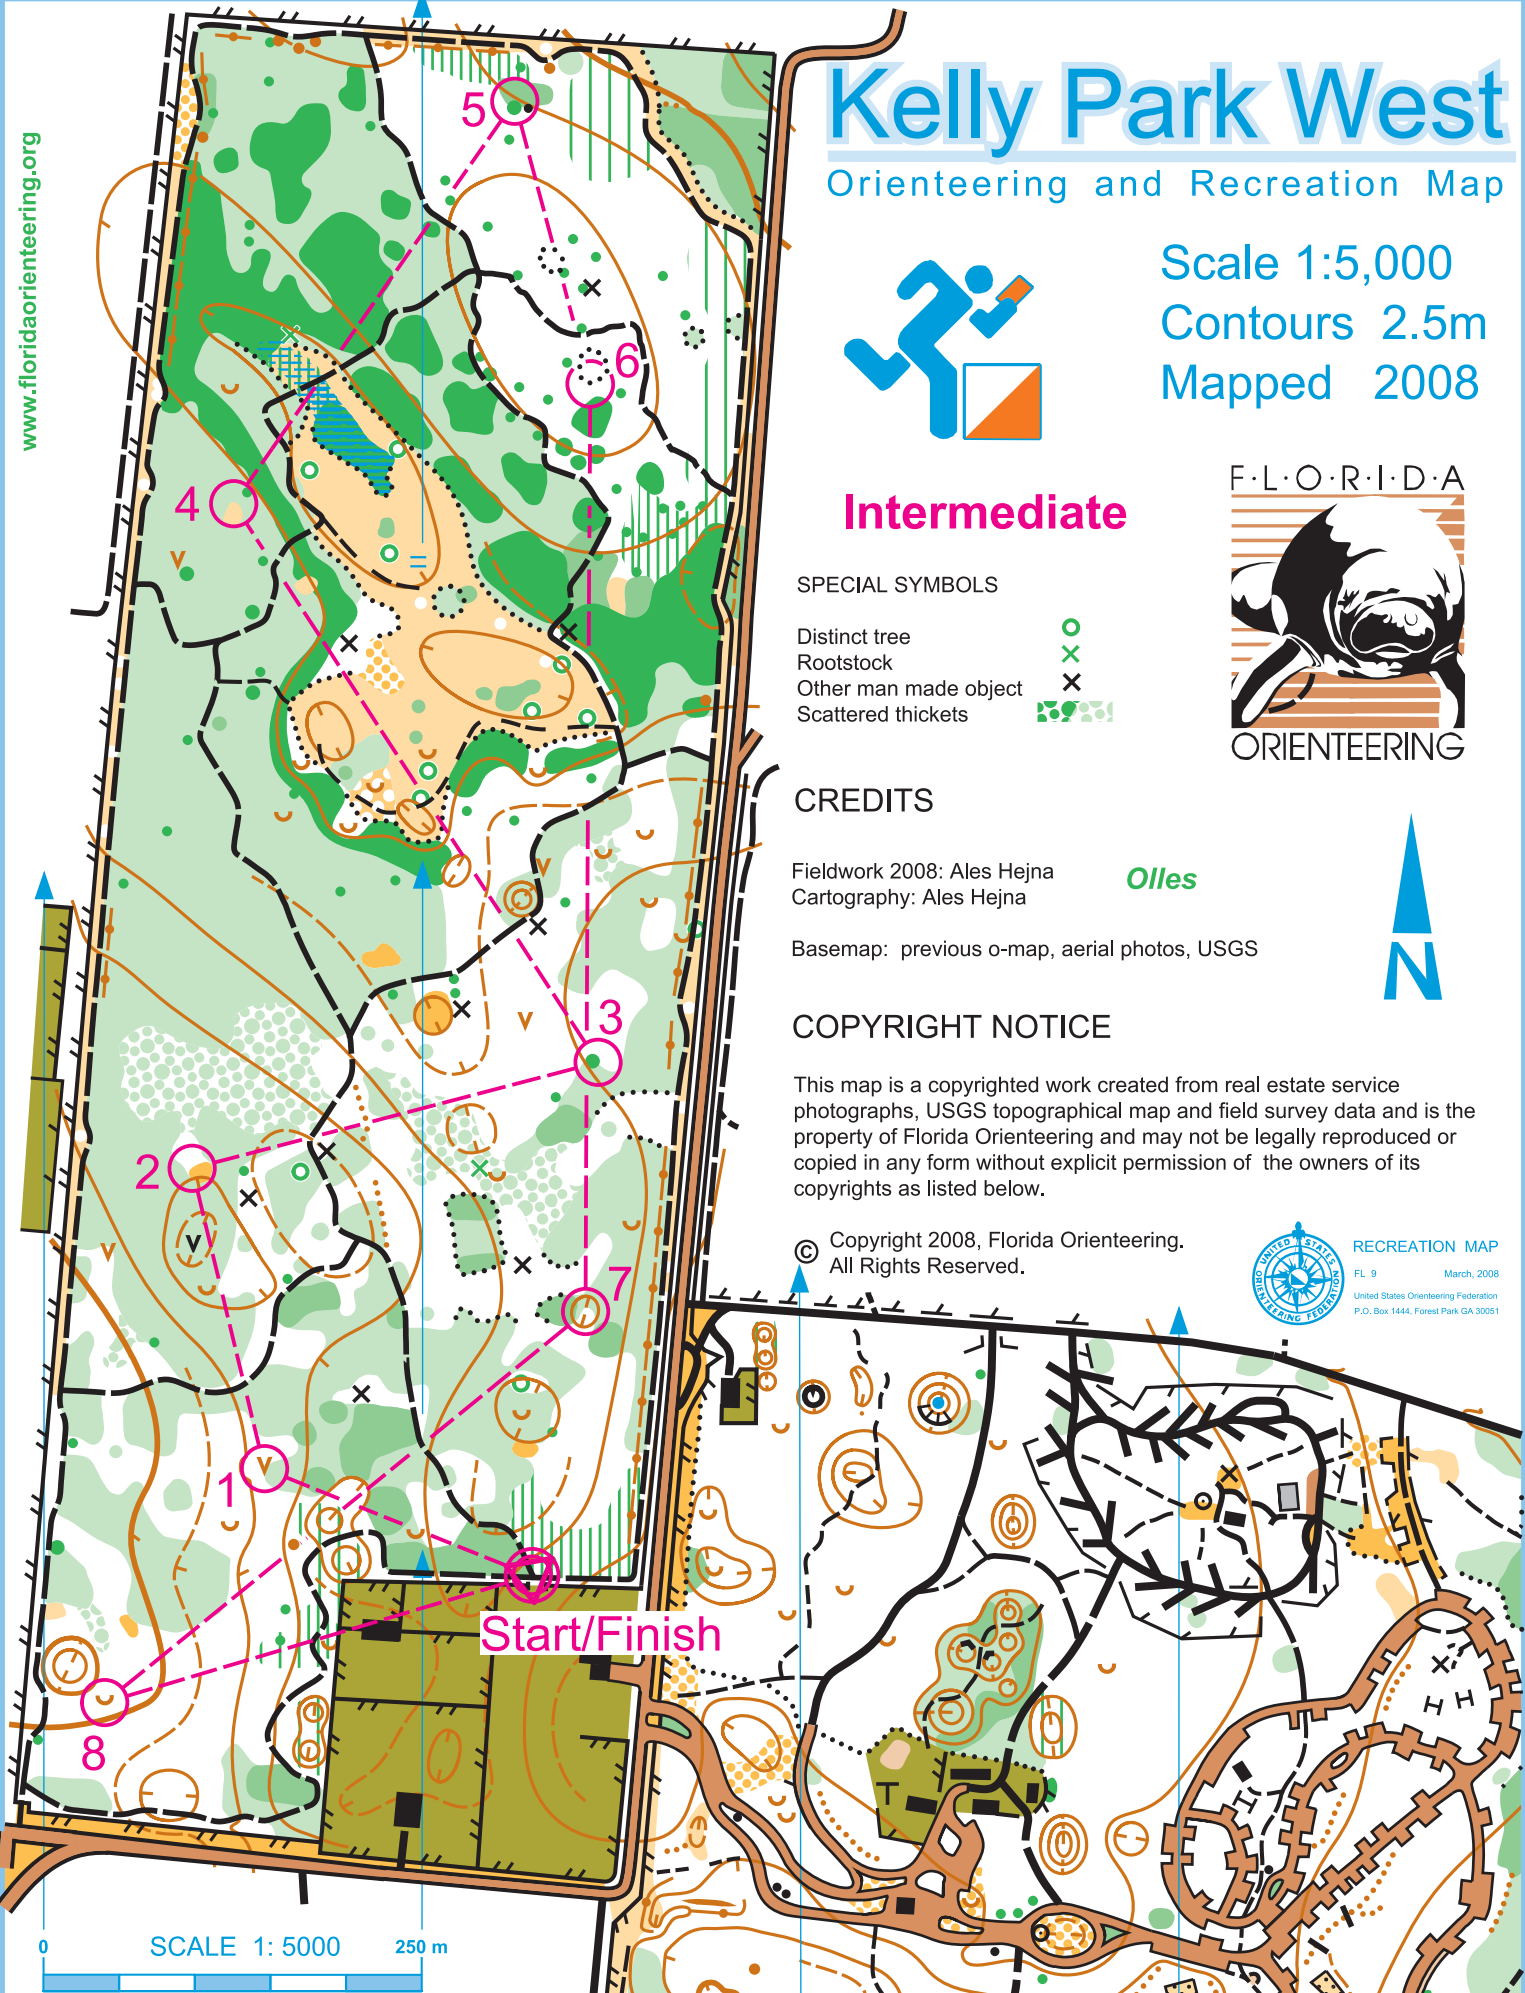 www.floridaorienteering.org
Kelly Park West
Orienteering and Recreation Map
Scale 1:5,000
Contours 2.5m
Mapped 2008
Intermediate
F·L·O·R·I·D·A
ORIENTEERING
SPECIAL SYMBOLS
Distinct tree
Rootstock
Other man made object
Scattered thickets
CREDITS
Fieldwork 2008: Ales Hejna
Cartography: Ales Hejna
Olles
Basemap: previous o-map, aerial photos, USGS
N
COPYRIGHT NOTICE
This map is a copyrighted work created from real estate service
photographs, USGS topographical map and field survey data and is the
property of Florida Orienteering and may not be legally reproduced or
copied in any form without explicit permission of the owners of its
copyrights as listed below.
© Copyright 2008, Florida Orienteering.
All Rights Reserved.
UNITED STATES ORIENTEERING FEDERATION
RECREATION MAP
FL 9 March, 2008
United States Orienteering Federation
P.O. Box 1444, Forest Park GA 30051
5
6
4
3
2
7
1
Start/Finish
8
0 SCALE 1: 5000 250 m